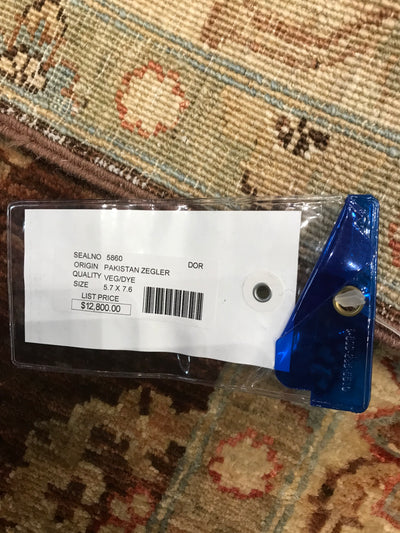 SEALNO 5860
ORIGIN PAKISTAN ZEGLER DOR
QUALITY VEG/DYE
SIZE 5.7 X 7.6
LIST PRICE
$12,800.00